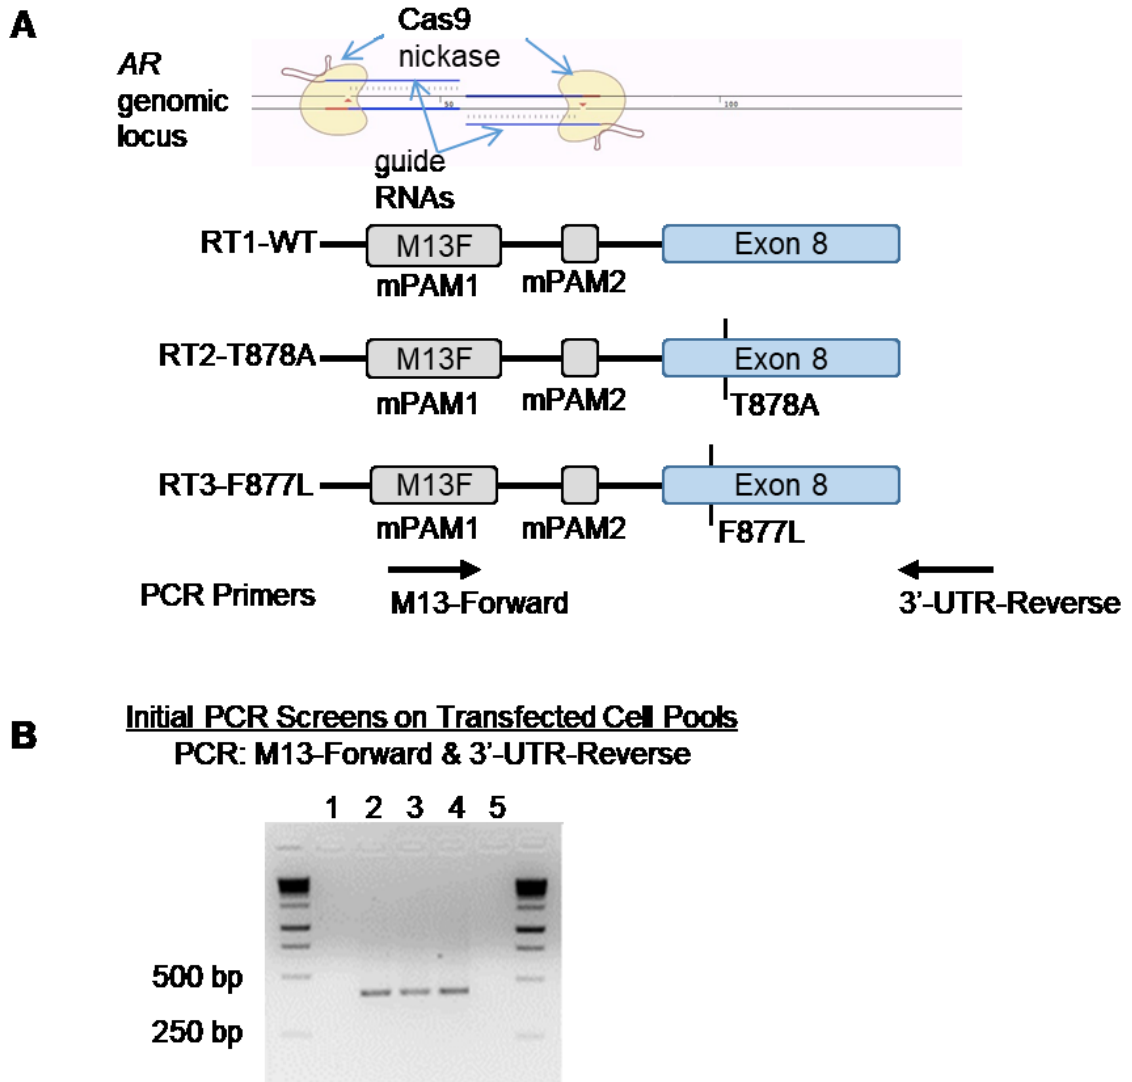 A
Cas9
nickase
AR
genomic
locus
50
100
guide
RNAs
RT1-WT
M13F
Exon 8
mPAM1
mPAM2
RT2-T878A
M13F
Exon 8
mPAM1
mPAM2
T878A
RT3-F877L
M13F
Exon 8
mPAM1
mPAM2
F877L
PCR Primers
M13-Forward
3’-UTR-Reverse
B
Initial PCR Screens on Transfected Cell Pools
PCR: M13-Forward & 3’-UTR-Reverse
1 2 3 4 5
500 bp
250 bp